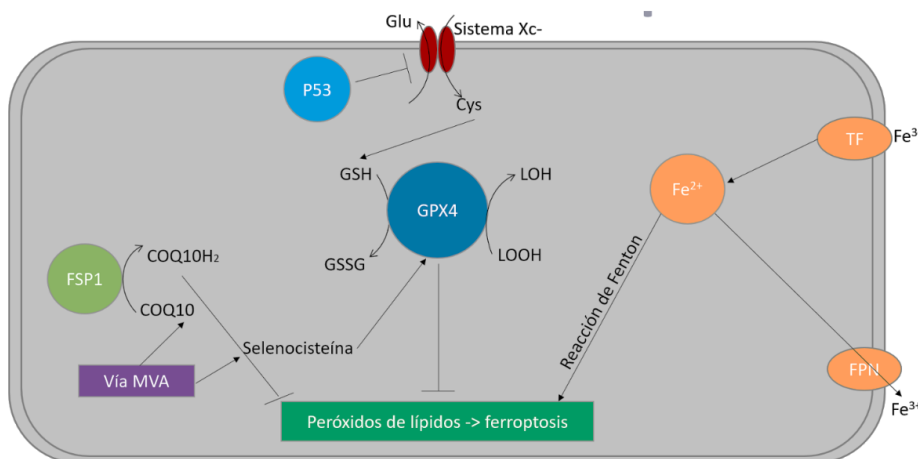 Glu
Sistema Xc-
P53
Cys
TF
Fe³
GSH
LOH
Fe²⁺
GPX4
COQ10H₂
GSSG
LOOH
FSP1
COQ10
Reacción de Fenton
Selenocisteína
Vía MVA
FPN
Fe³⁺
Peróxidos de lípidos -> ferroptosis